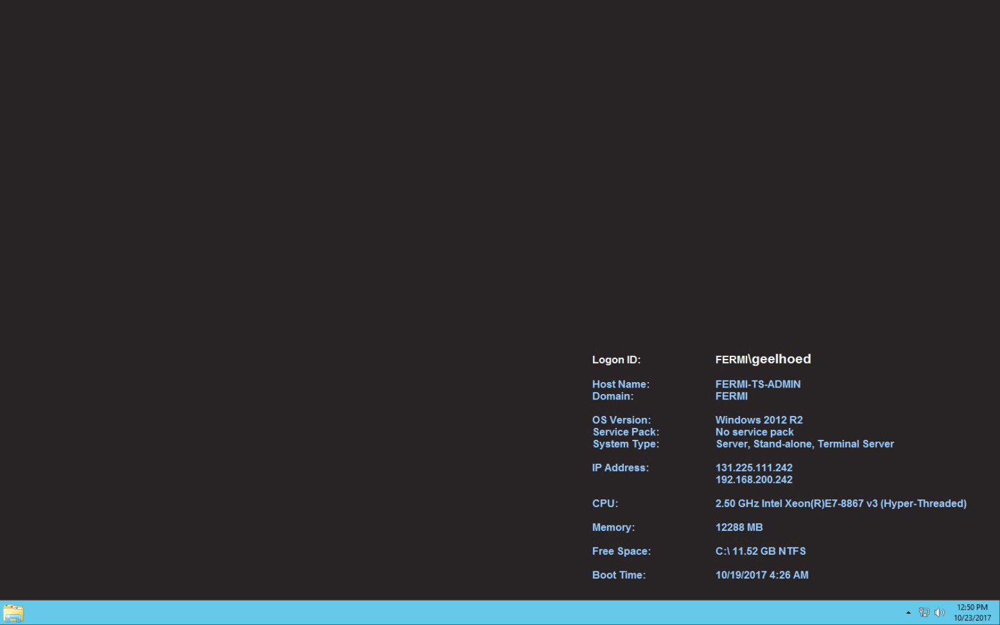 Logon ID: FERMI\geelhoed
Host Name: FERMI-TS-ADMIN
Domain: FERMI
OS Version: Windows 2012 R2
Service Pack: No service pack
System Type: Server, Stand-alone, Terminal Server
IP Address: 131.225.111.242
192.168.200.242
CPU: 2.50 GHz Intel Xeon(R)E7-8867 v3 (Hyper-Threaded)
Memory: 12288 MB
Free Space: C:\ 11.52 GB NTFS
Boot Time: 10/19/2017 4:26 AM
12:50 PM
10/23/2017